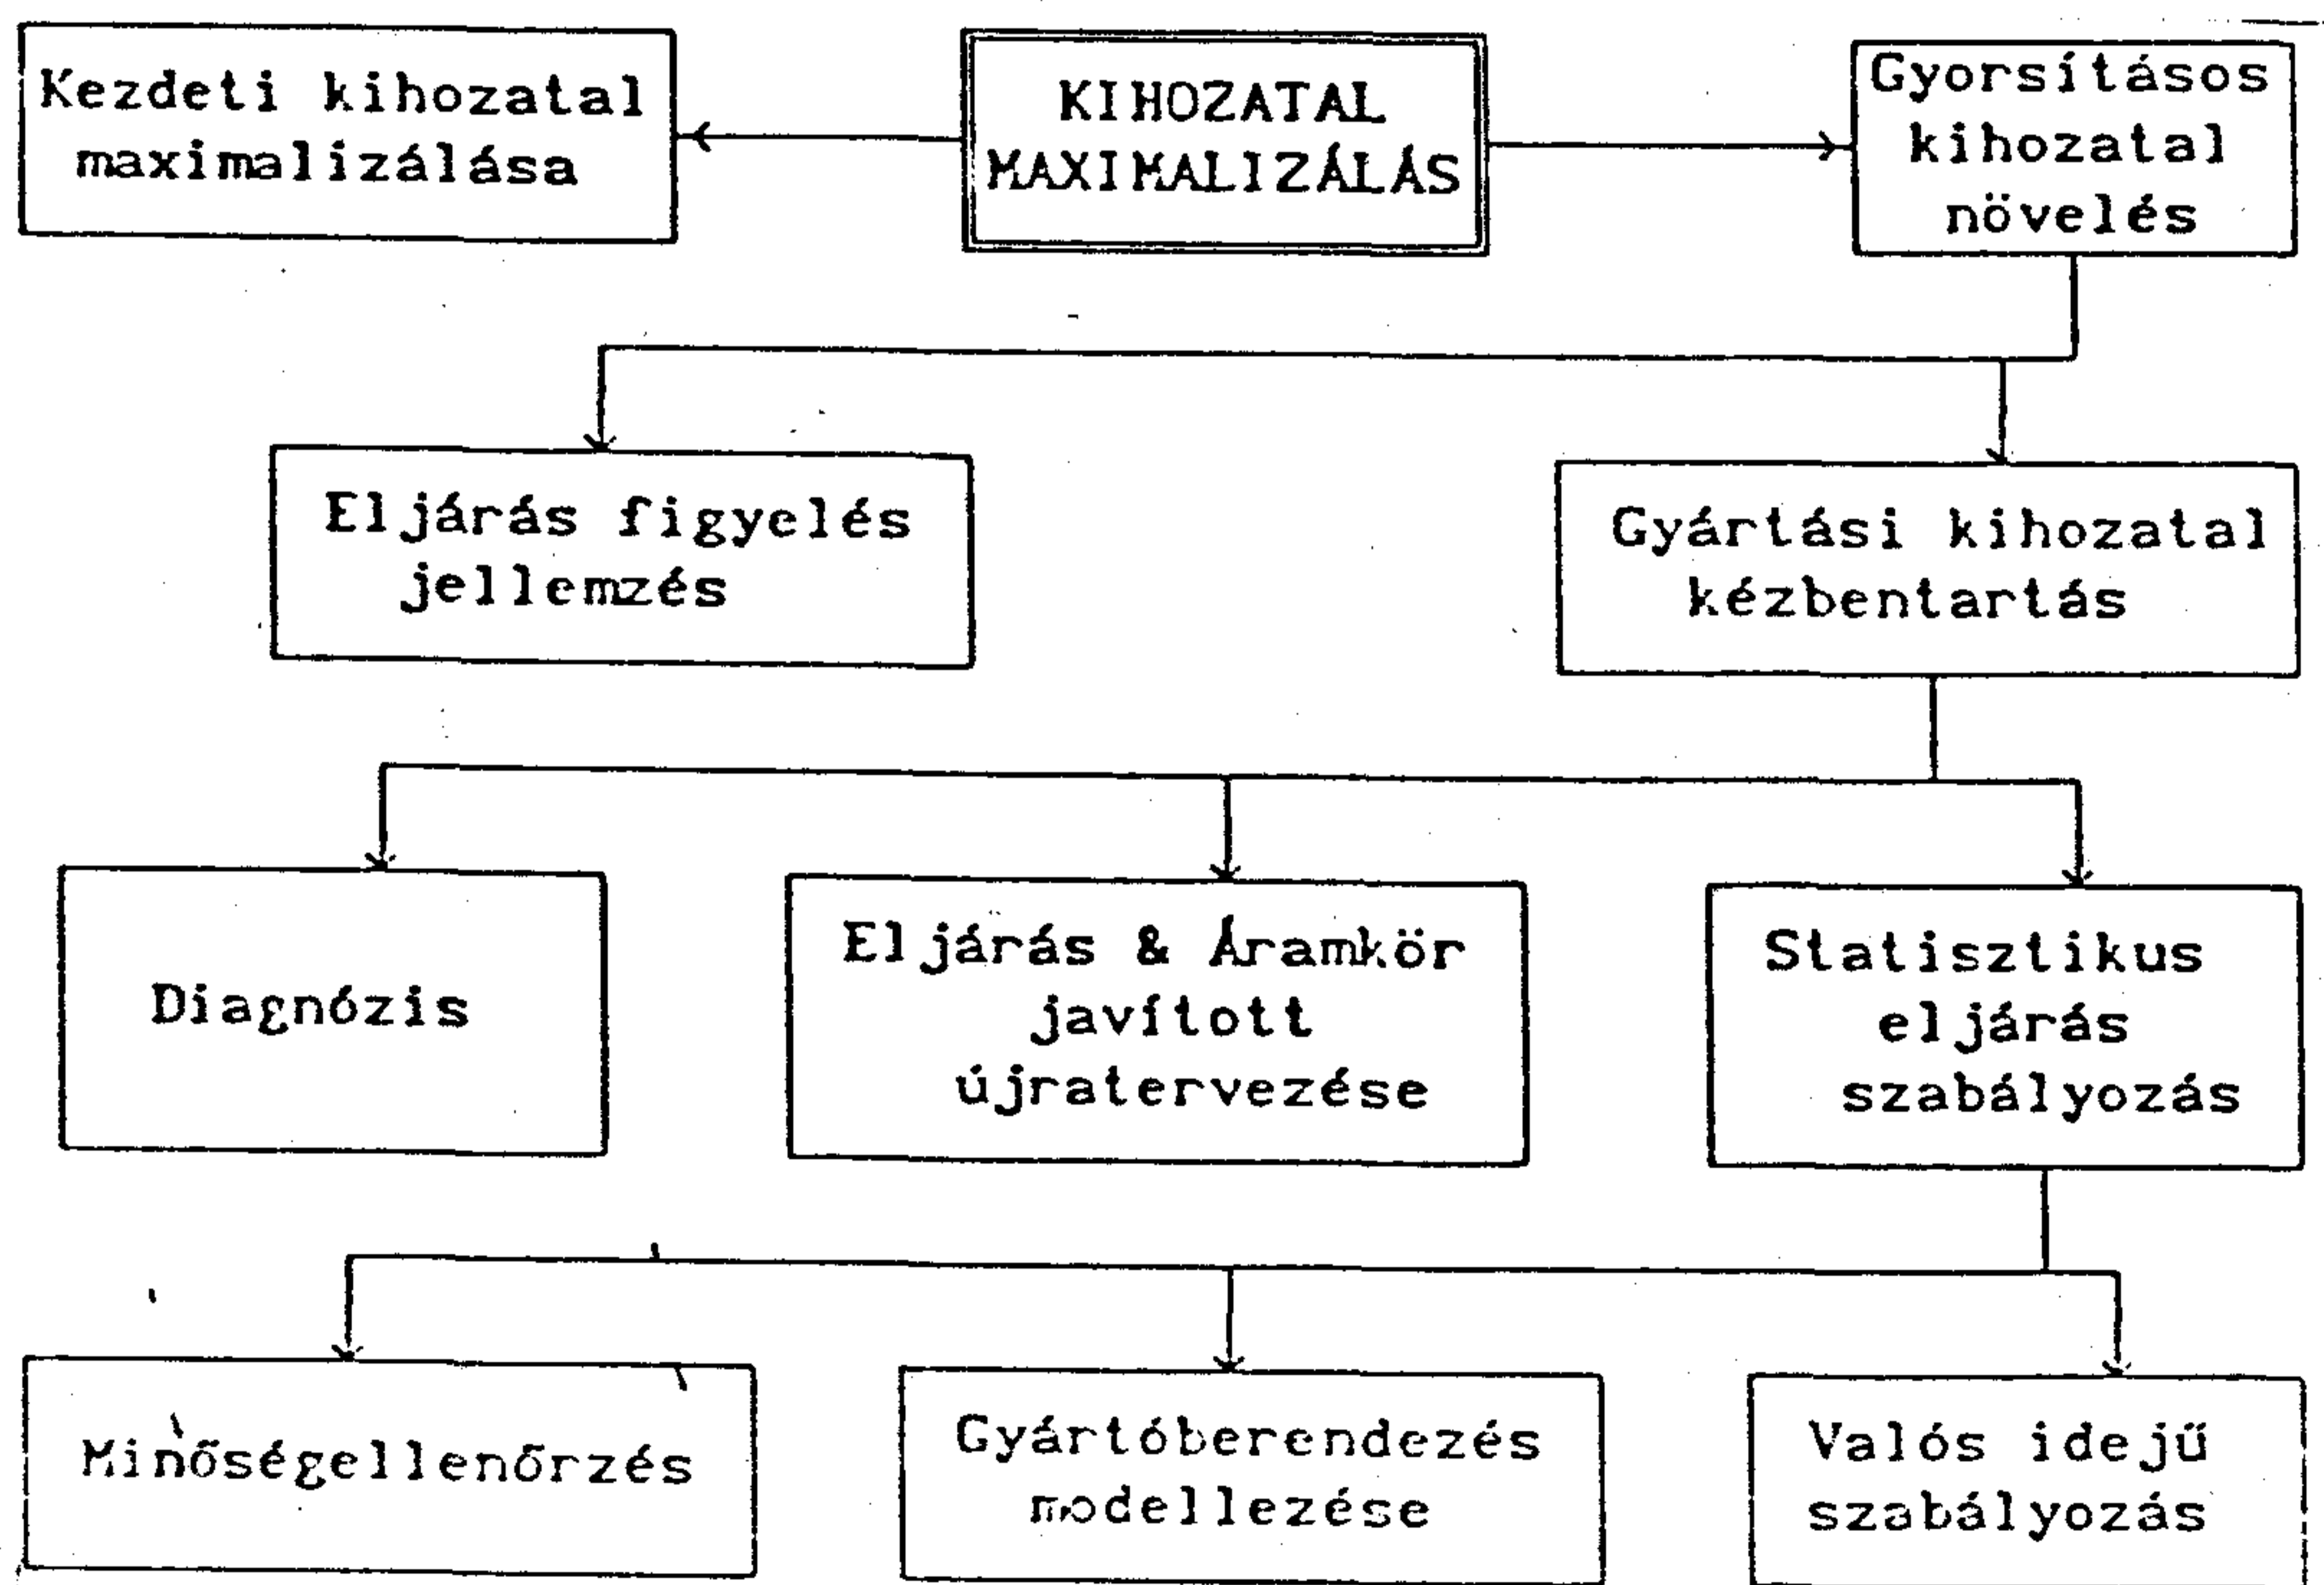 Kezdeti kihozatal
maximalizálása
KIHOZATAL
MAXIMALIZÁLÁS
Gyorsításos
kihozatal
növelés
Eljárás figyelés
jellemzés
Gyártási kihozatal
kézbentartás
Diagnózis
Eljárás & Áramkör
javított
újratervezése
Statisztikus
eljárás
szabályozás
Minőségellenőrzés
Gyártóberendezés
modellezése
Valós idejű
szabályozás